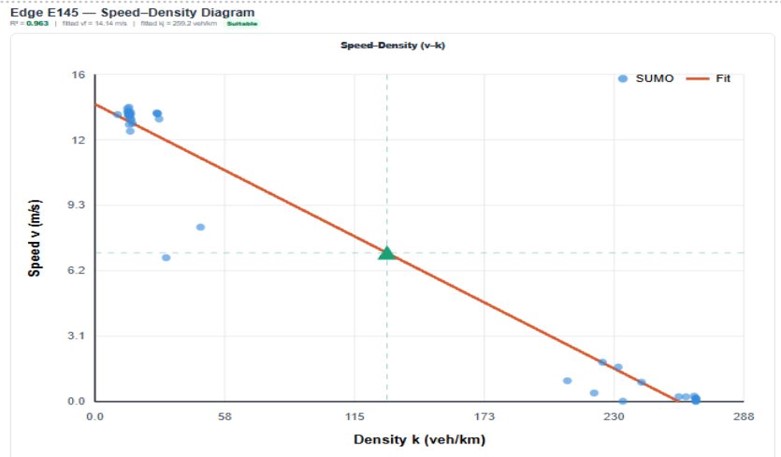 Edge E145 — Speed–Density Diagram
R² = 0.963 | fitted vf = 14.14 m/s | fitted kj = 259.2 veh/km Suitable
Speed–Density (v–k)
SUMO Fit
16
12
9.3
6.2
3.1
0.0
Speed v (m/s)
0.0 58 115 173 230 288
Density k (veh/km)